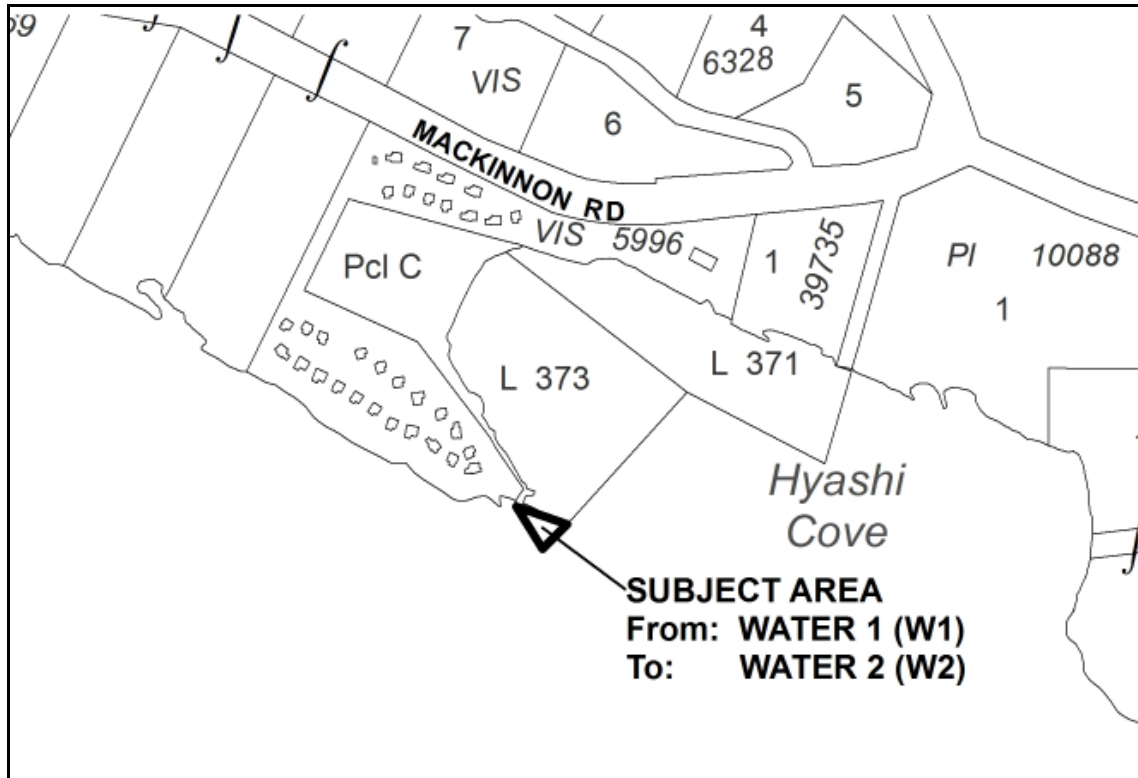 4
6328
7
VIS
5
6
MACKINNON RD
VIS 5996
1
39735
Pl 10088
1
Pcl C
L 371
L 373
Hyashi
Cove
SUBJECT AREA
From: WATER 1 (W1)
To: WATER 2 (W2)